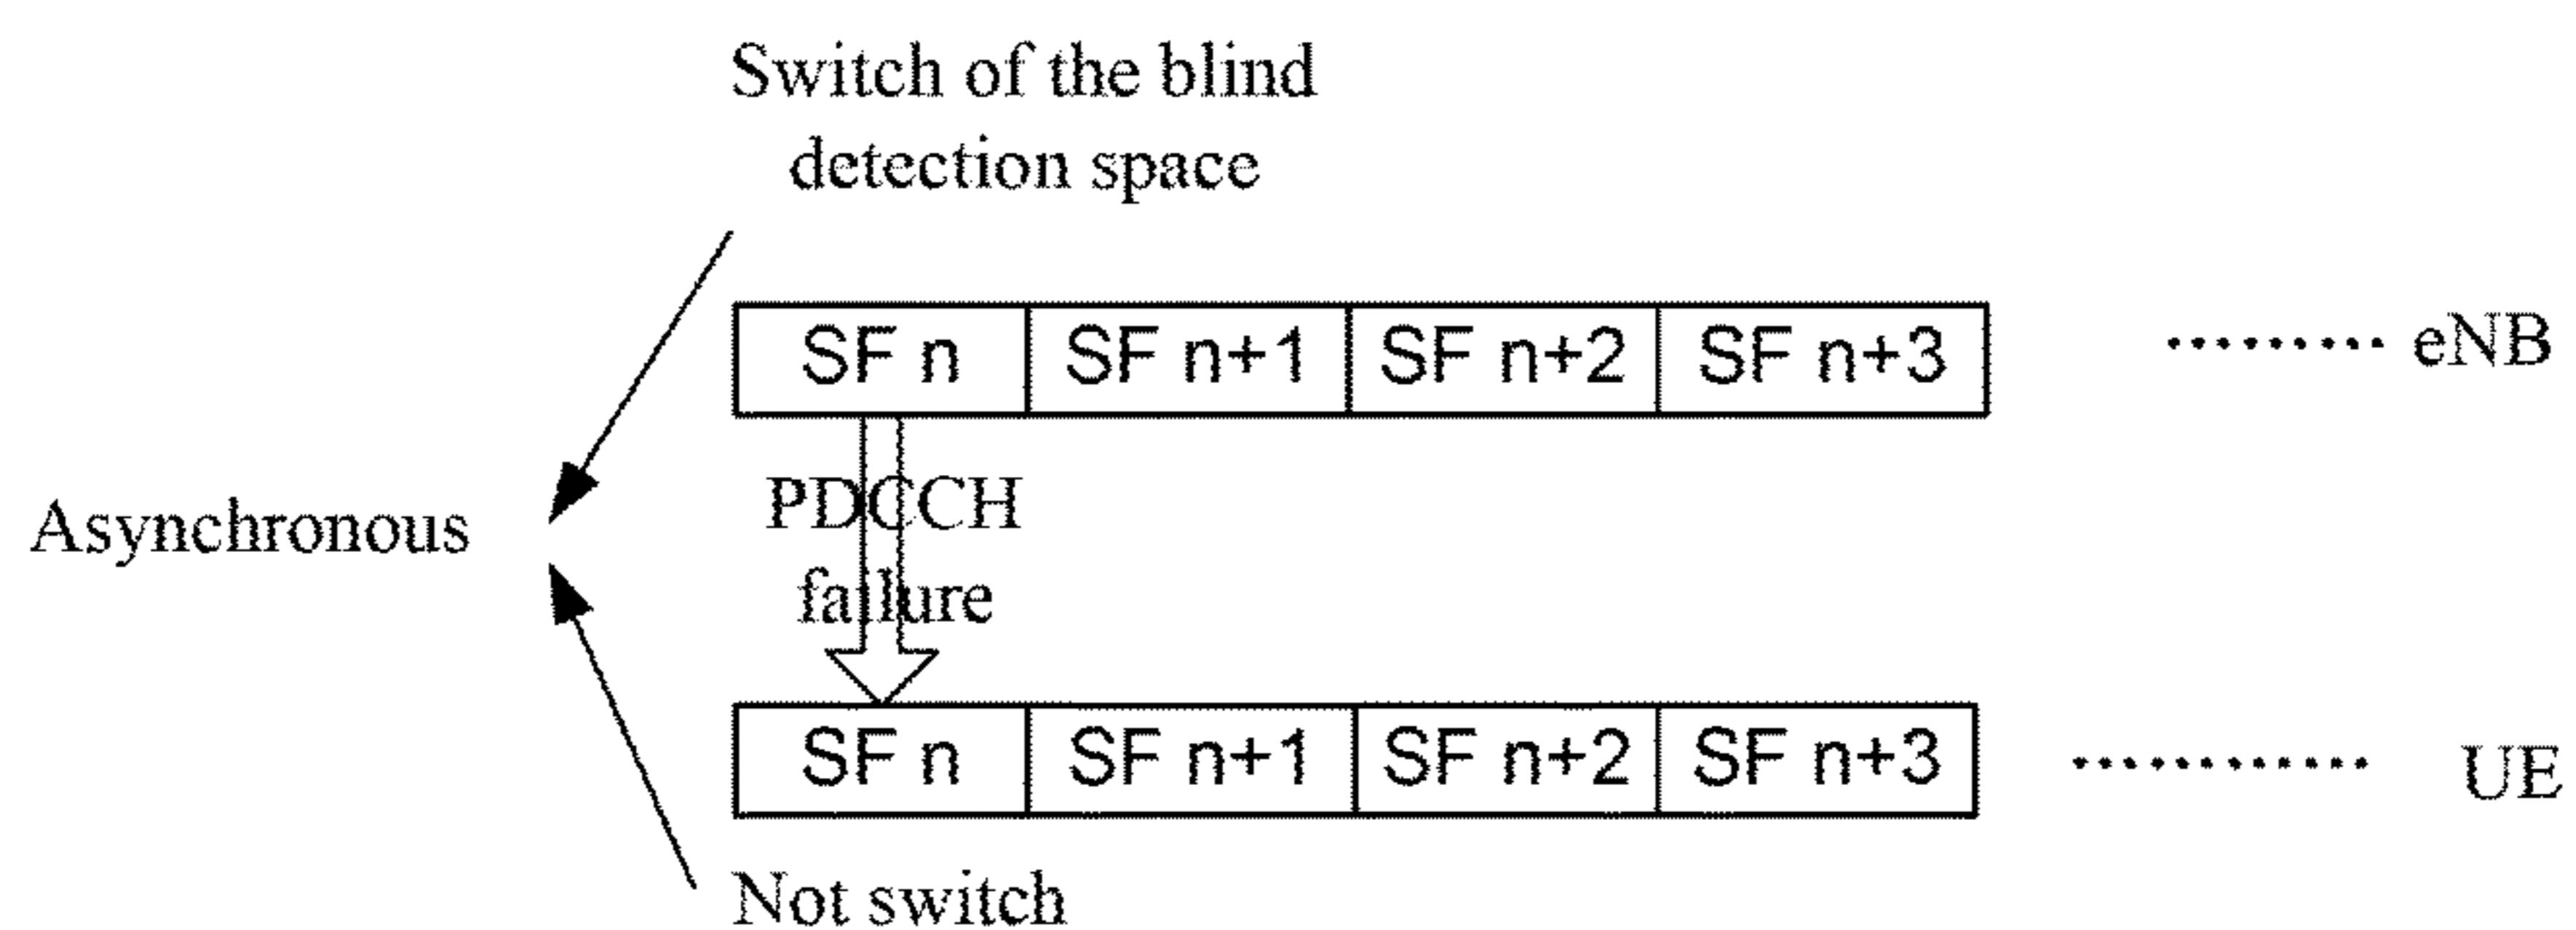 Switch of the blind
detection space
SF n SF n+1 SF n+2 SF n+3 ......... eNB
Asynchronous
PDCCH
failure
SF n SF n+1 SF n+2 SF n+3 ............ UE
Not switch